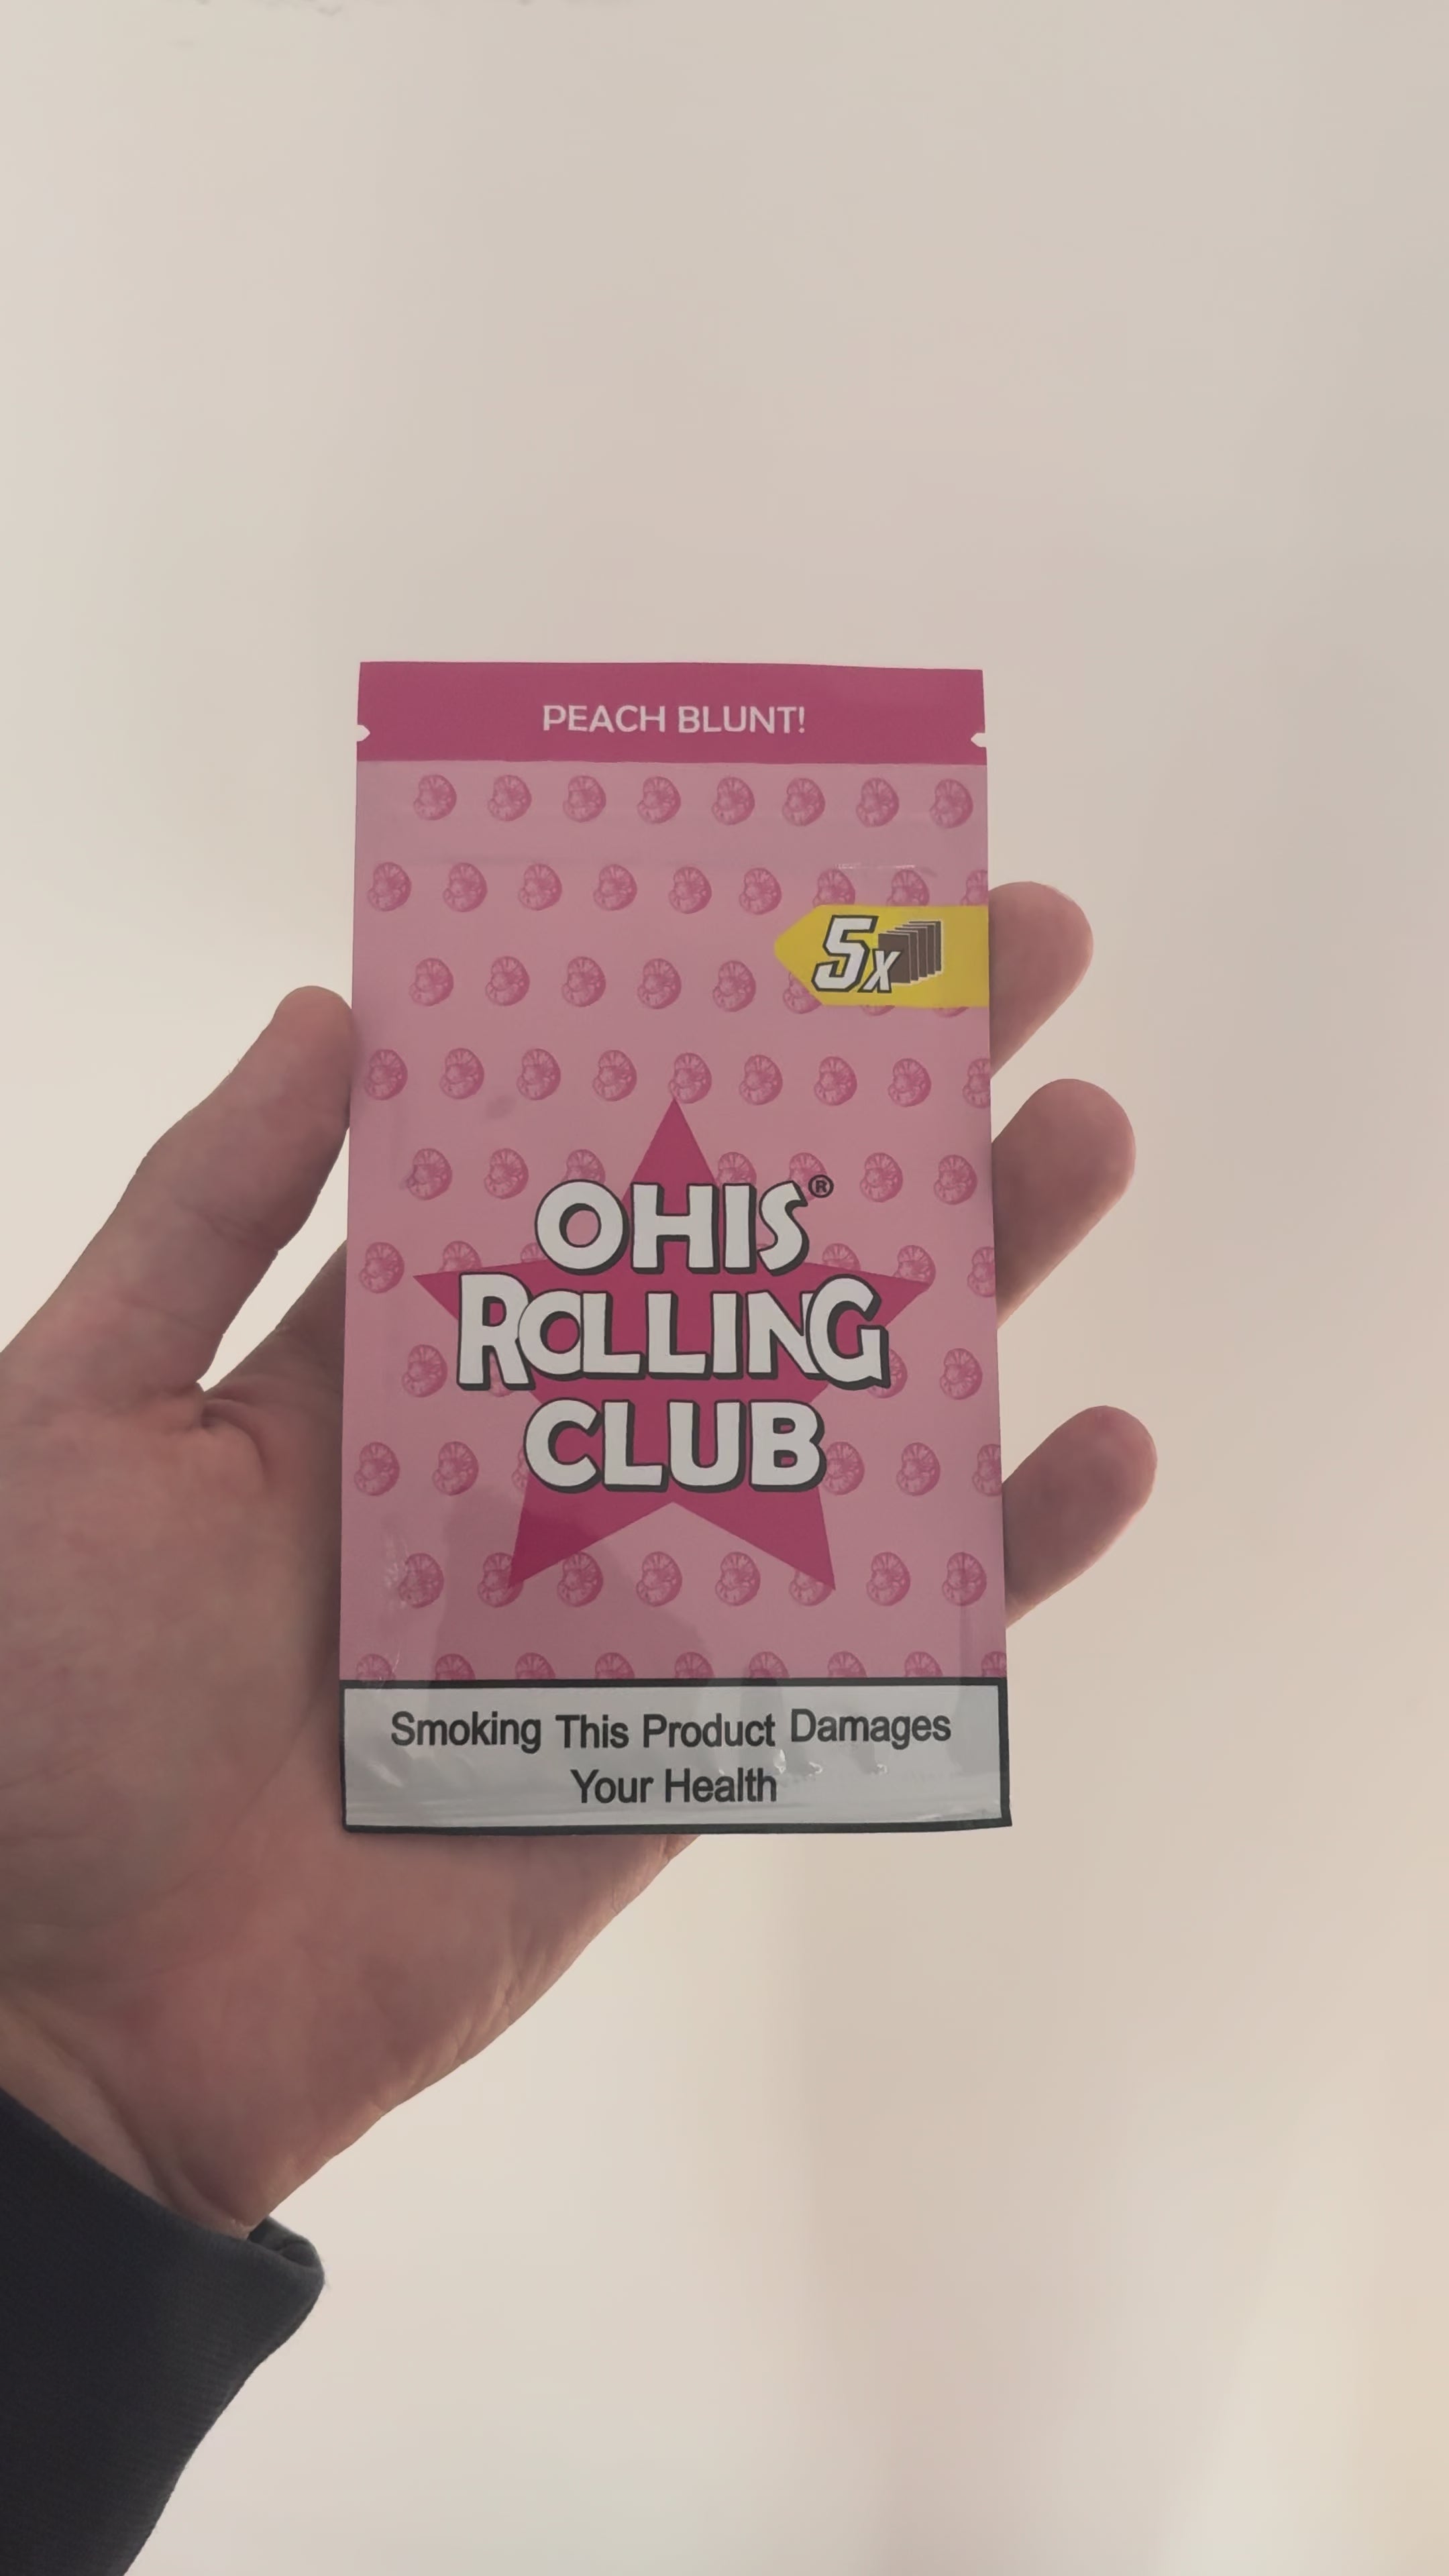 PEACH BLUNT!
5x
OHIS®
ROLLING
CLUB
Smoking This Product Damages
Your Health